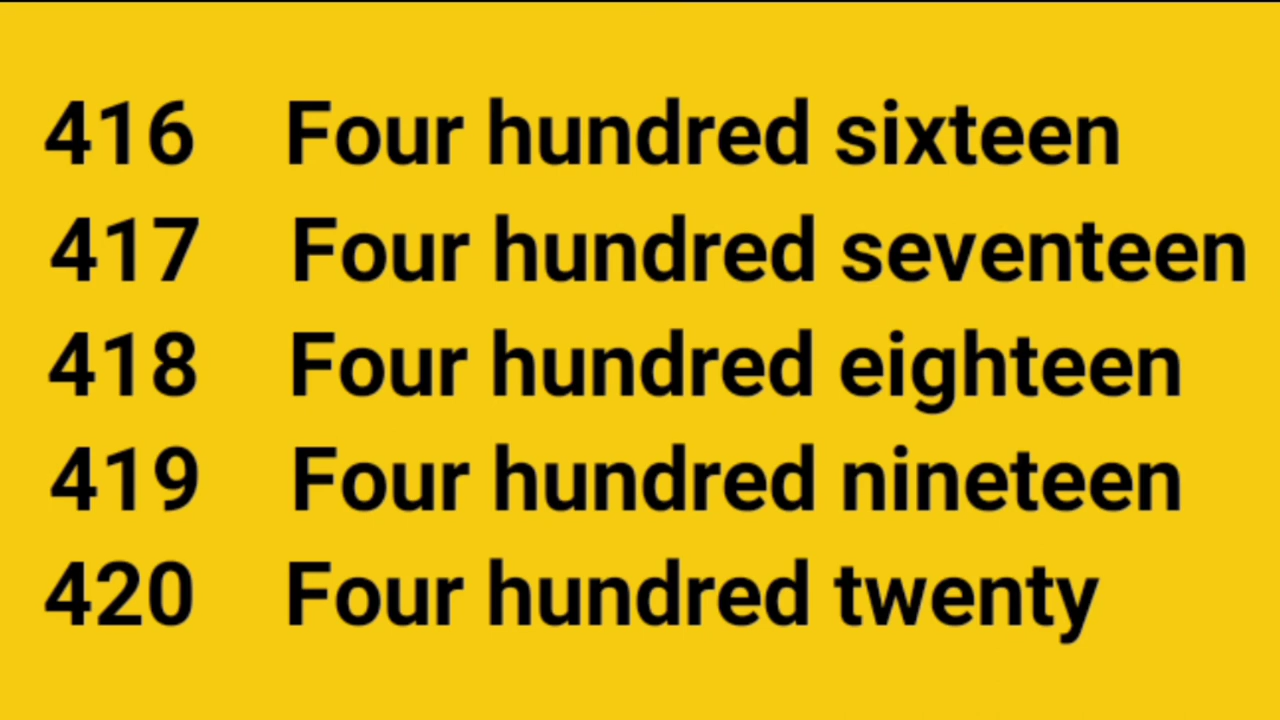 416 Four hundred sixteen
417 Four hundred seventeen
418 Four hundred eighteen
419 Four hundred nineteen
420 Four hundred twenty